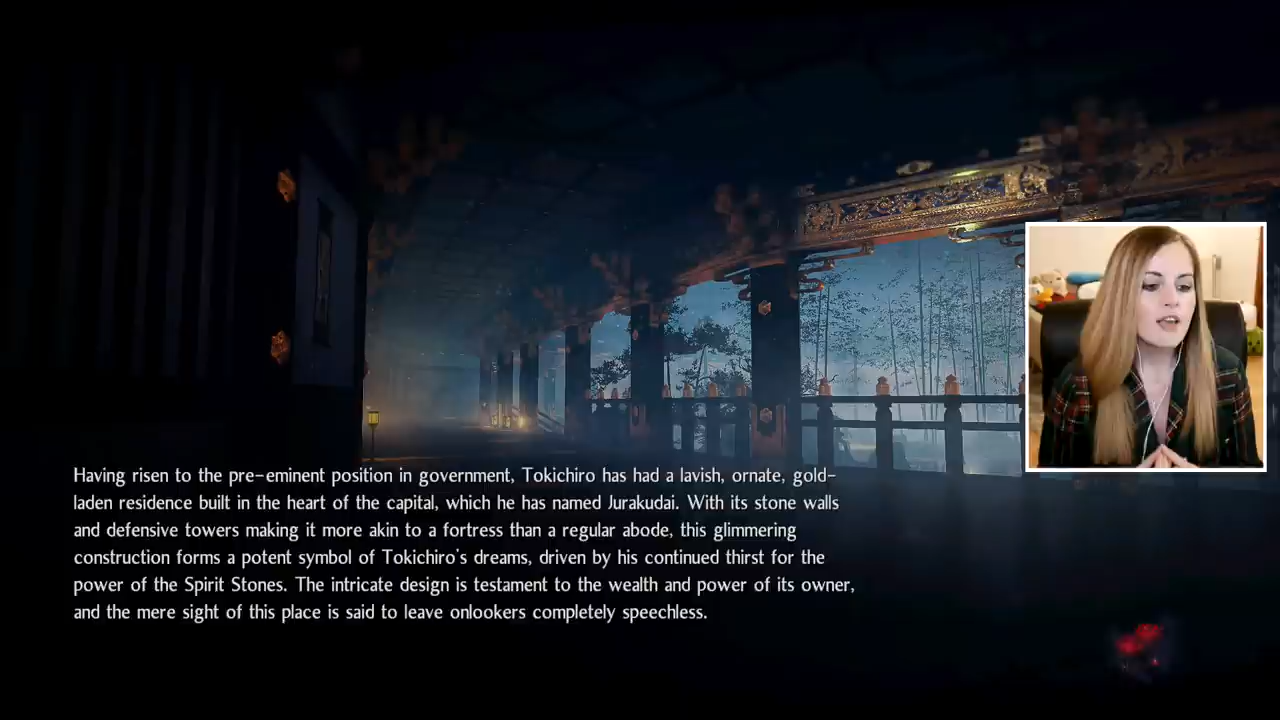 Having risen to the pre-eminent position in government, Tokichiro has had a lavish, ornate, gold-
laden residence built in the heart of the capital, which he has named Jurakudai. With its stone walls
and defensive towers making it more akin to a fortress than a regular abode, this glimmering
construction forms a potent symbol of Tokichiro's dreams, driven by his continued thirst for the
power of the Spirit Stones. The intricate design is testament to the wealth and power of its owner,
and the mere sight of this place is said to leave onlookers completely speechless.